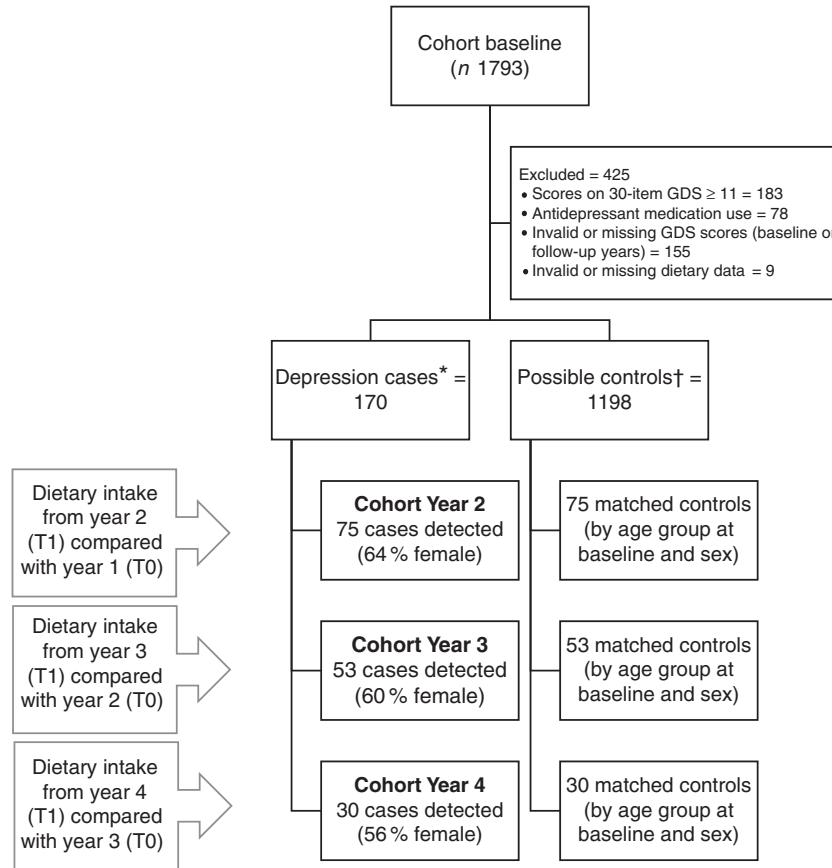 Cohort baseline
(n 1793)
Excluded = 425
• Scores on 30-item GDS ≥ 11 = 183
• Antidepressant medication use = 78
• Invalid or missing GDS scores (baseline or
follow-up years) = 155
• Invalid or missing dietary data = 9
Depression cases* =
170
Possible controls† =
1198
Dietary intake
from year 2
(T1) compared
with year 1 (T0)
Cohort Year 2
75 cases detected
(64 % female)
75 matched controls
(by age group at
baseline and sex)
Dietary intake
from year 3
(T1) compared
with year 2 (T0)
Cohort Year 3
53 cases detected
(60 % female)
53 matched controls
(by age group at
baseline and sex)
Dietary intake
from year 4
(T1) compared
with year 3 (T0)
Cohort Year 4
30 cases detected
(56 % female)
30 matched controls
(by age group at
baseline and sex)